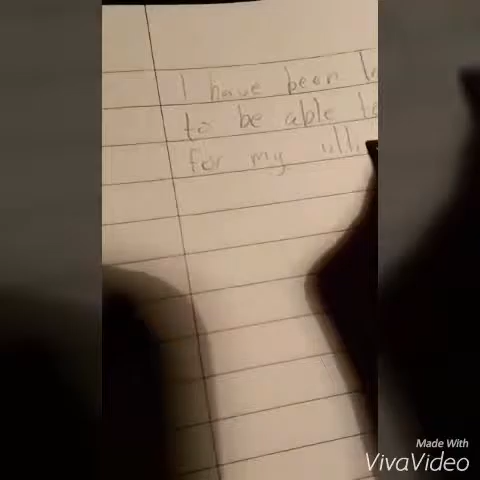 I have been
to be able
for my
Made With
VivaVideo